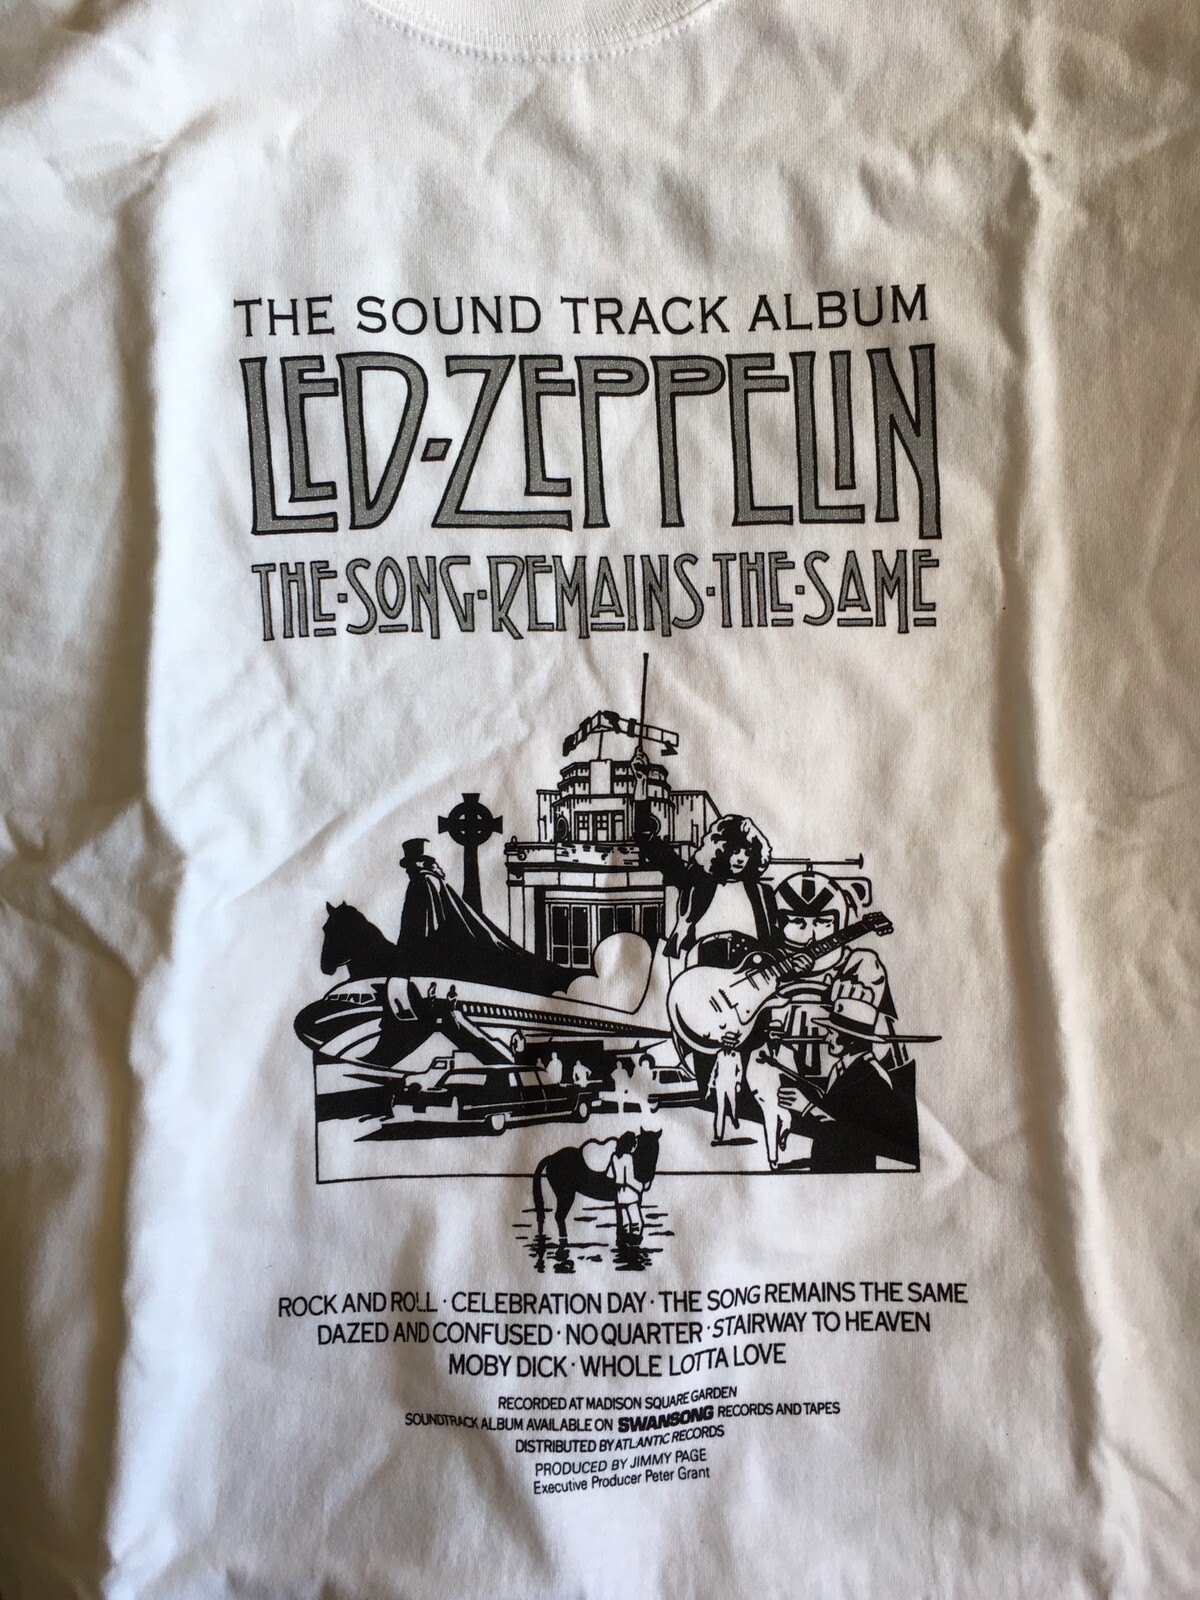 THE SOUND TRACK ALBUM
LED-ZEPPELIN
THE·SONG·REMAINS·THE·SAME
ROCK AND ROLL · CELEBRATION DAY · THE SONG REMAINS THE SAME
DAZED AND CONFUSED · NO QUARTER · STAIRWAY TO HEAVEN
MOBY DICK · WHOLE LOTTA LOVE
RECORDED AT MADISON SQUARE GARDEN
SOUNDTRACK ALBUM AVAILABLE ON SWANSONG RECORDS AND TAPES
DISTRIBUTED BY ATLANTIC RECORDS
PRODUCED BY JIMMY PAGE
Executive Producer Peter Grant